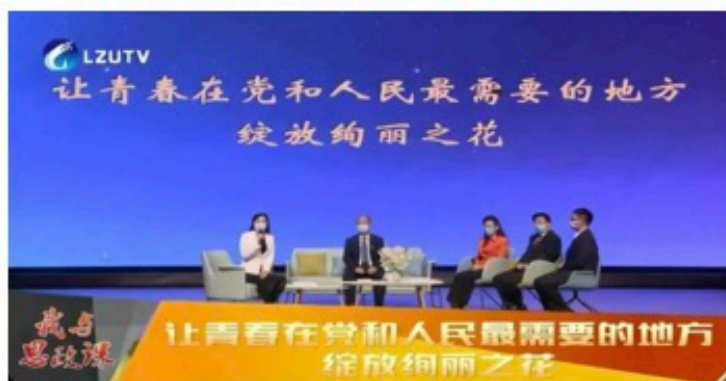 LZUTV
让青春在党和人民最需要的地方
绽放绚丽之花
我与
思政课
让青春在党和人民最需要的地方
绽放绚丽之花